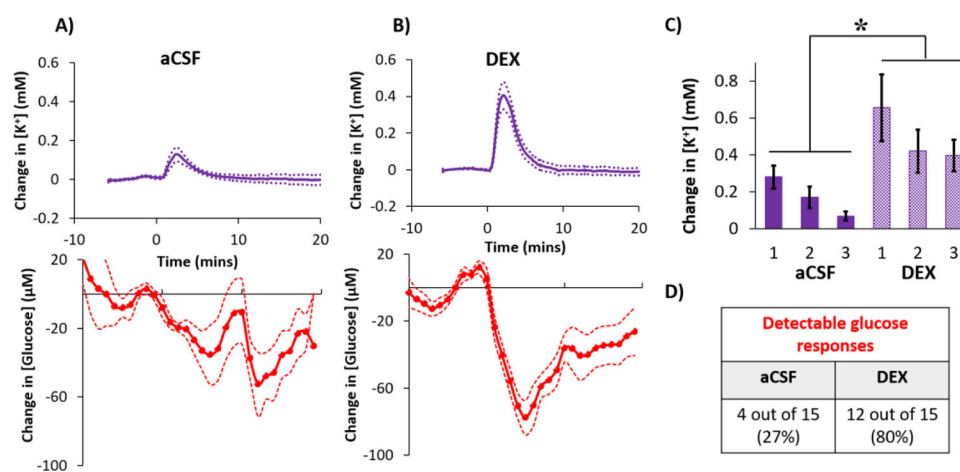 A)
aCSF
Change in [K⁺] (mM)
0.6
0.4
0.2
0
-0.2
-10
0
10
20
Time (mins)
Change in [Glucose] (µM)
20
-20
-60
-100
B)
DEX
Change in [K⁺] (mM)
0.6
0.4
0.2
0
-0.2
-10
0
10
20
Time (mins)
Change in [Glucose] (µM)
20
-20
-60
-100
C)
*
Change in [K⁺] (mM)
0.8
0.6
0.4
0.2
0
1 2 3 1 2 3
aCSF DEX
D)
Detectable glucose
responses
aCSF DEX
4 out of 15 12 out of 15
(27%) (80%)